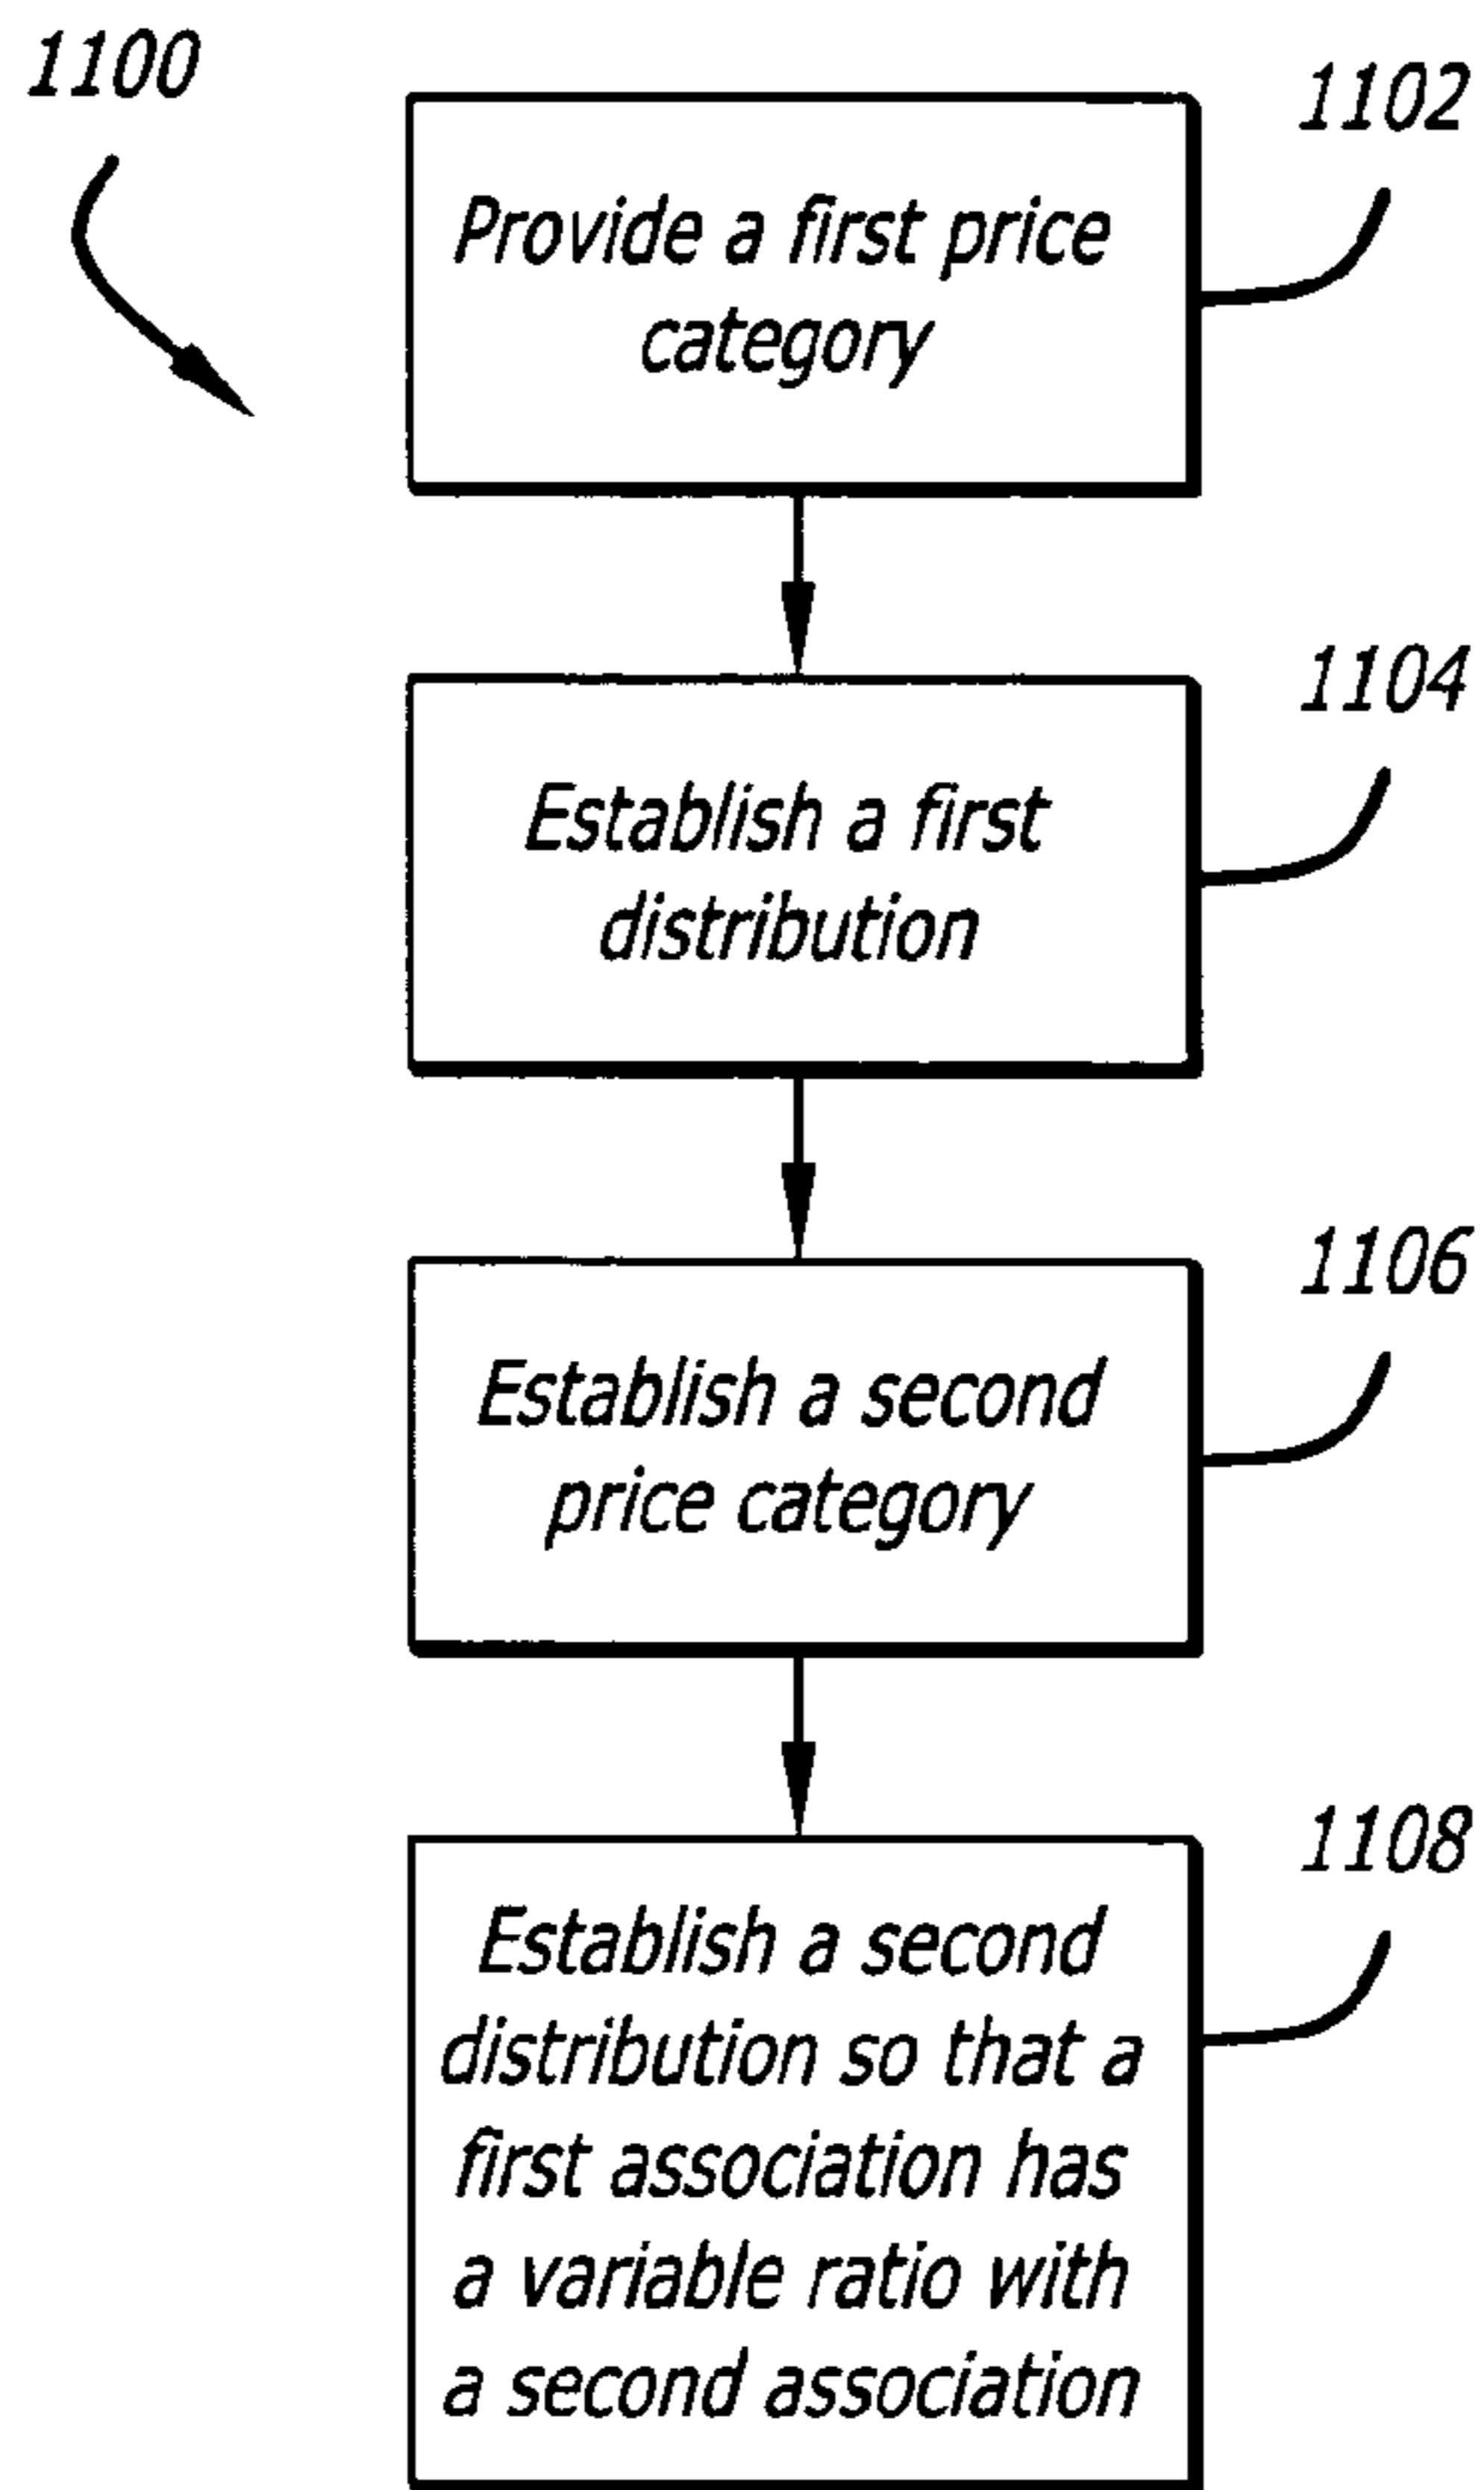 1100
1102
Provide a first price
category
1104
Establish a first
distribution
1106
Establish a second
price category
1108
Establish a second
distribution so that a
first association has
a variable ratio with
a second association